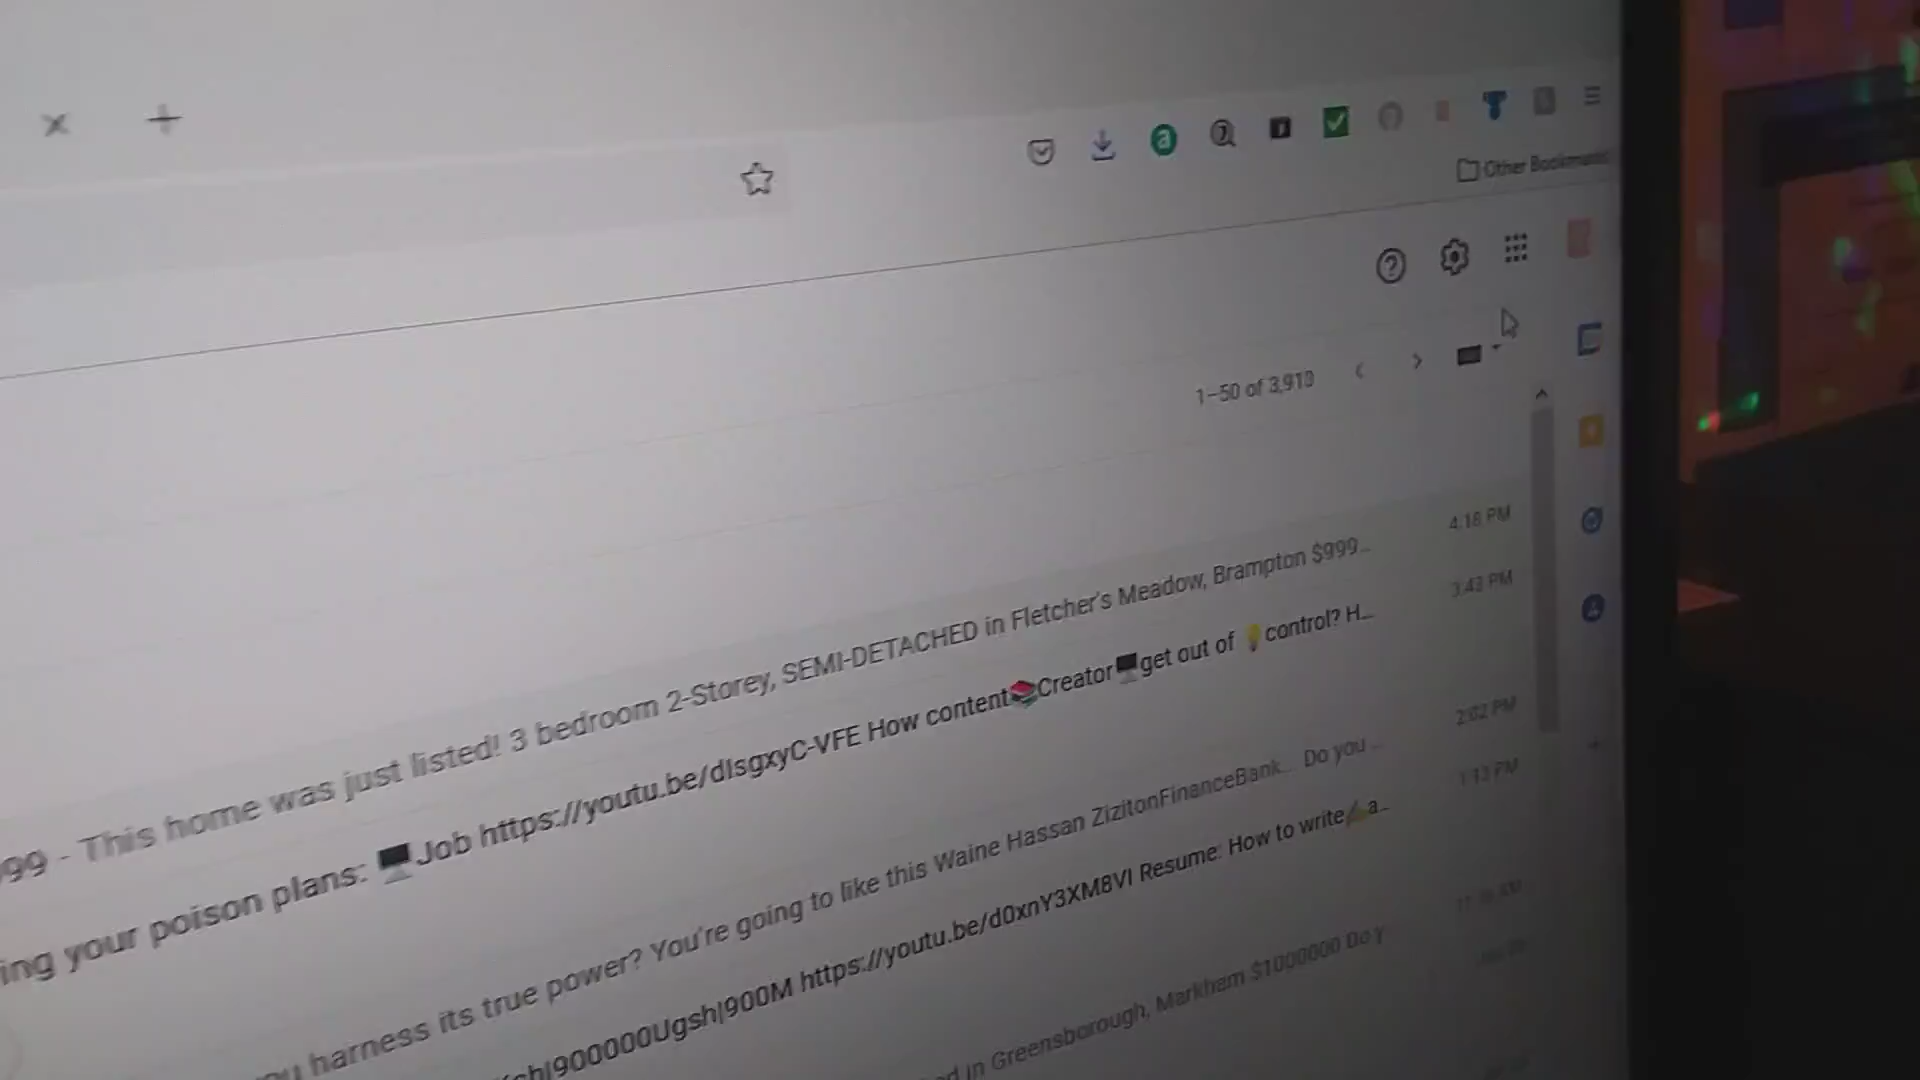 Other Bookmarks
1–50 of 3,910
99 - This home was just listed! 3 bedroom 2-Storey, SEMI-DETACHED in Fletcher's Meadow, Brampton $999... 4:18 PM
ing your poison plans: 🖥️Job https://youtu.be/dIsgxyC-VFE How content📚Creator🖥️get out of 💡control? H... 3:43 PM
harness its true power? You're going to like this Waine Hassan ZizitonFinanceBank... Do you ... 2:02 PM
|900000Ugsh|900M https://youtu.be/d0xnY3XM8VI Resume: How to write✍️a... 1:13 PM
in Greensborough, Markham $1000000 Do y